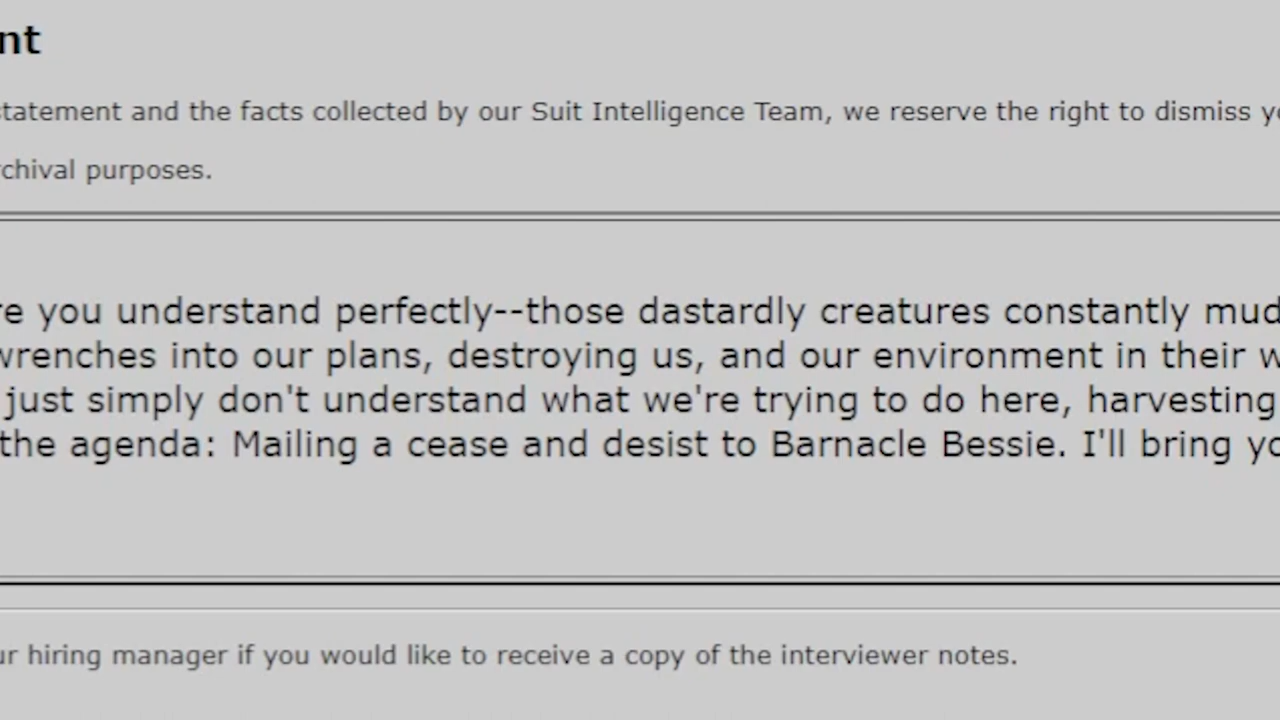 nt
statement and the facts collected by our Suit Intelligence Team, we reserve the right to dismiss yo
rchival purposes.
re you understand perfectly--those dastardly creatures constantly mud
wrenches into our plans, destroying us, and our environment in their w
just simply don't understand what we're trying to do here, harvesting
the agenda: Mailing a cease and desist to Barnacle Bessie. I'll bring yo
ur hiring manager if you would like to receive a copy of the interviewer notes.